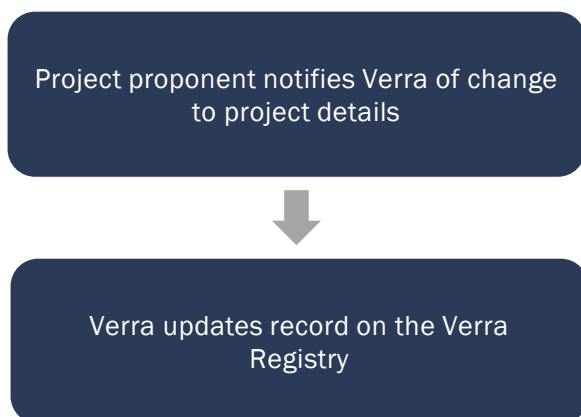 Project proponent notifies Verra of change
to project details
Verra updates record on the Verra
Registry